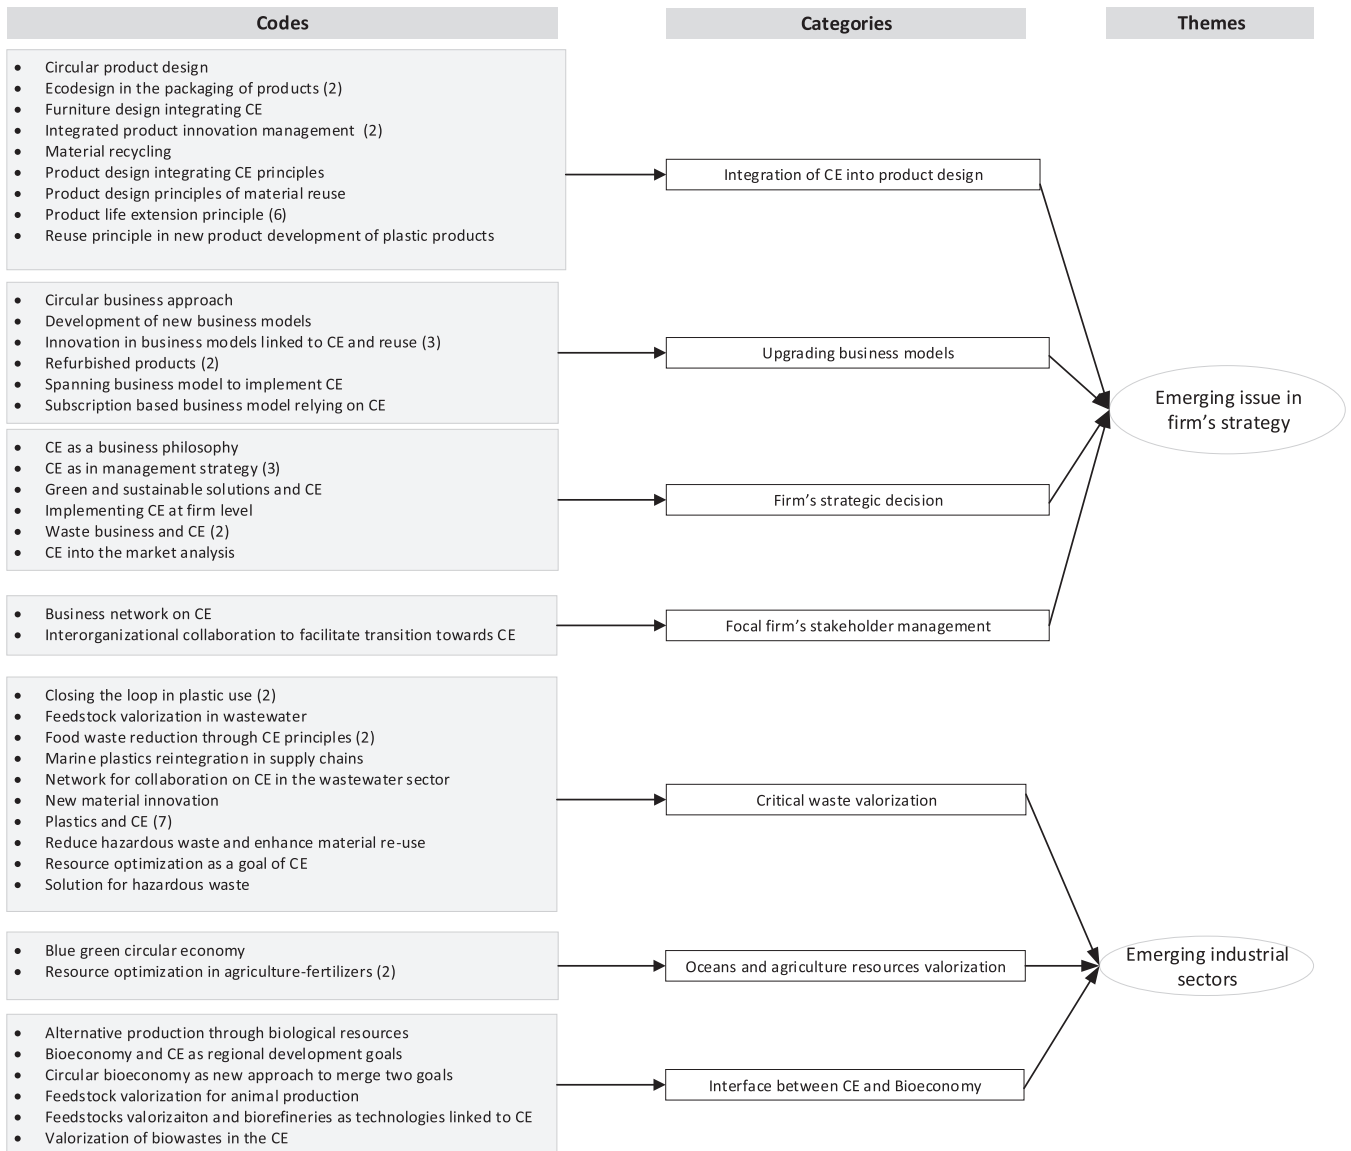 Codes
Categories
Themes
• Circular product design
• Ecodesign in the packaging of products (2)
• Furniture design integrating CE
• Integrated product innovation management (2)
• Material recycling
• Product design integrating CE principles
• Product design principles of material reuse
• Product life extension principle (6)
• Reuse principle in new product development of plastic products
Integration of CE into product design
• Circular business approach
• Development of new business models
• Innovation in business models linked to CE and reuse (3)
• Refurbished products (2)
• Spanning business model to implement CE
• Subscription based business model relying on CE
Upgrading business models
Emerging issue in
firm's strategy
• CE as a business philosophy
• CE as in management strategy (3)
• Green and sustainable solutions and CE
• Implementing CE at firm level
• Waste business and CE (2)
• CE into the market analysis
Firm's strategic decision
• Business network on CE
• Interorganizational collaboration to facilitate transition towards CE
Focal firm's stakeholder management
• Closing the loop in plastic use (2)
• Feedstock valorization in wastewater
• Food waste reduction through CE principles (2)
• Marine plastics reintegration in supply chains
• Network for collaboration on CE in the wastewater sector
• New material innovation
• Plastics and CE (7)
• Reduce hazardous waste and enhance material re-use
• Resource optimization as a goal of CE
• Solution for hazardous waste
Critical waste valorization
• Blue green circular economy
• Resource optimization in agriculture-fertilizers (2)
Oceans and agriculture resources valorization
Emerging industrial
sectors
• Alternative production through biological resources
• Bioeconomy and CE as regional development goals
• Circular bioeconomy as new approach to merge two goals
• Feedstock valorization for animal production
• Feedstocks valorizaiton and biorefineries as technologies linked to CE
• Valorization of biowastes in the CE
Interface between CE and Bioeconomy